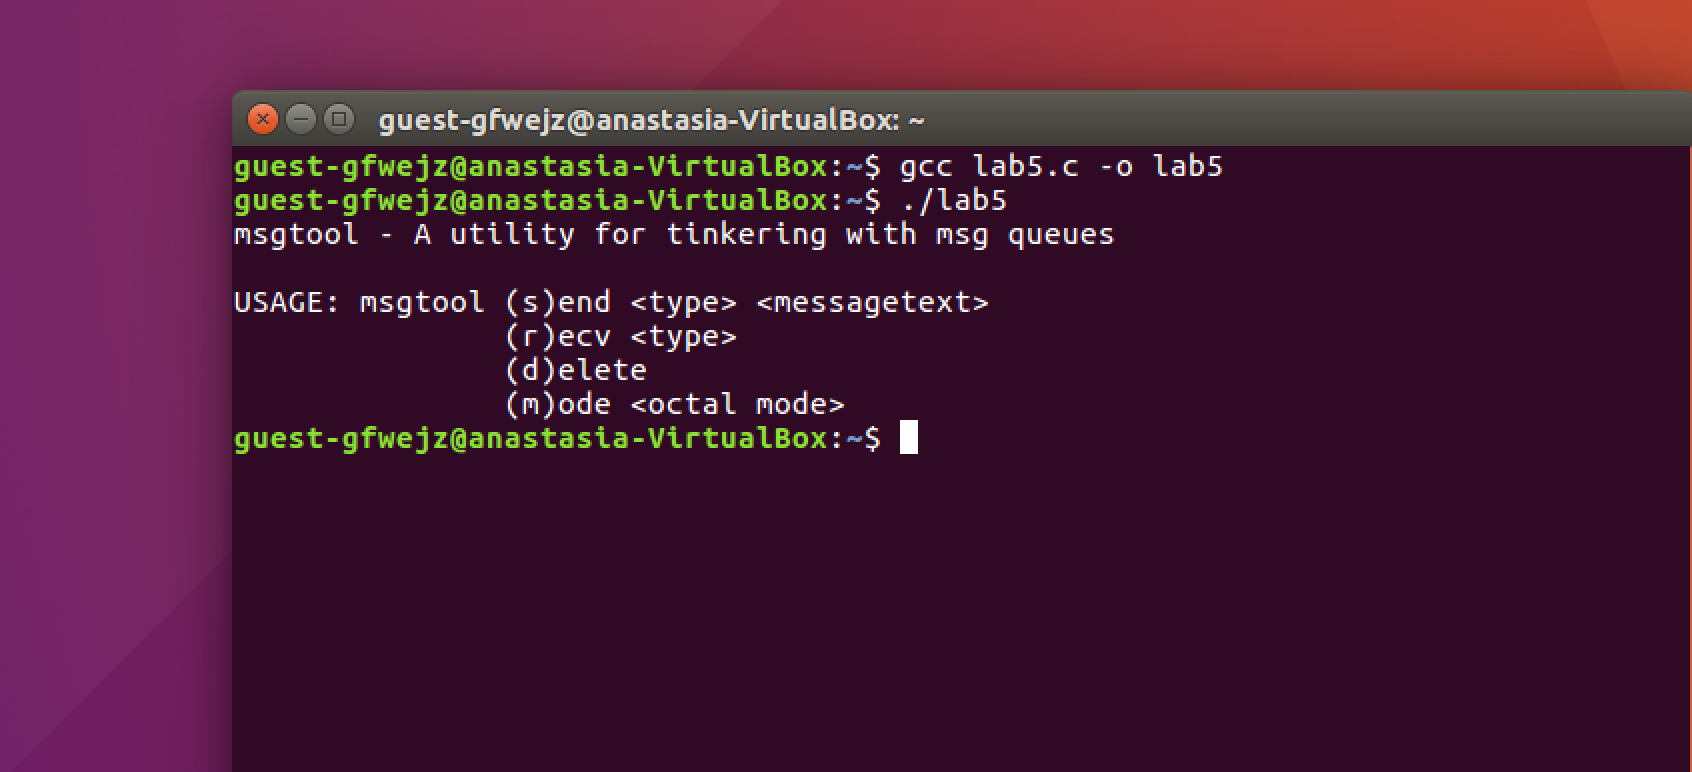 guest-gfwejz@anastasia-VirtualBox: ~
guest-gfwejz@anastasia-VirtualBox:~$ gcc lab5.c -o lab5
guest-gfwejz@anastasia-VirtualBox:~$ ./lab5
msgtool - A utility for tinkering with msg queues
USAGE: msgtool (s)end <type> <messagetext>
(r)ecv <type>
(d)elete
(m)ode <octal mode>
guest-gfwejz@anastasia-VirtualBox:~$